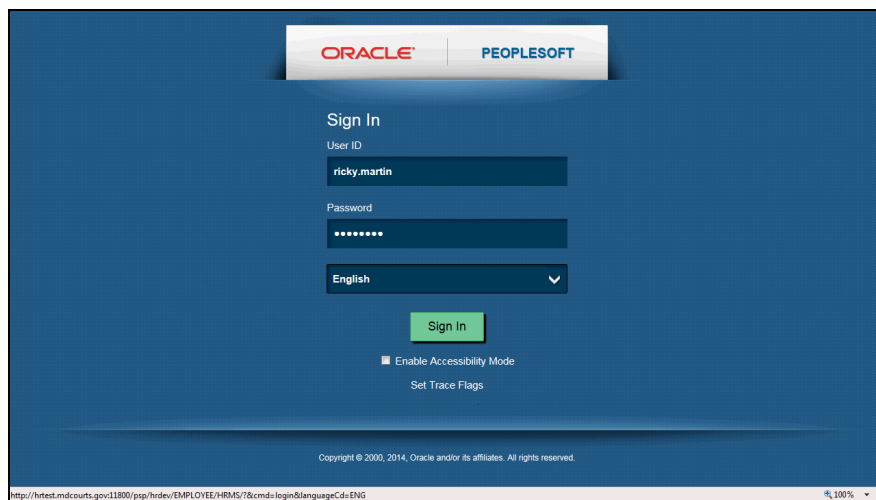 ORACLE® PEOPLESOFT
Sign In
User ID
ricky.martin
Password
••••••••
English
Sign In
Enable Accessibility Mode
Set Trace Flags
Copyright © 2000, 2014, Oracle and/or its affiliates. All rights reserved.
http://hrtest.mdcourts.gov:11800/psp/hrdev/EMPLOYEE/HRMS/?&cmd=login&languageCd=ENG 100%